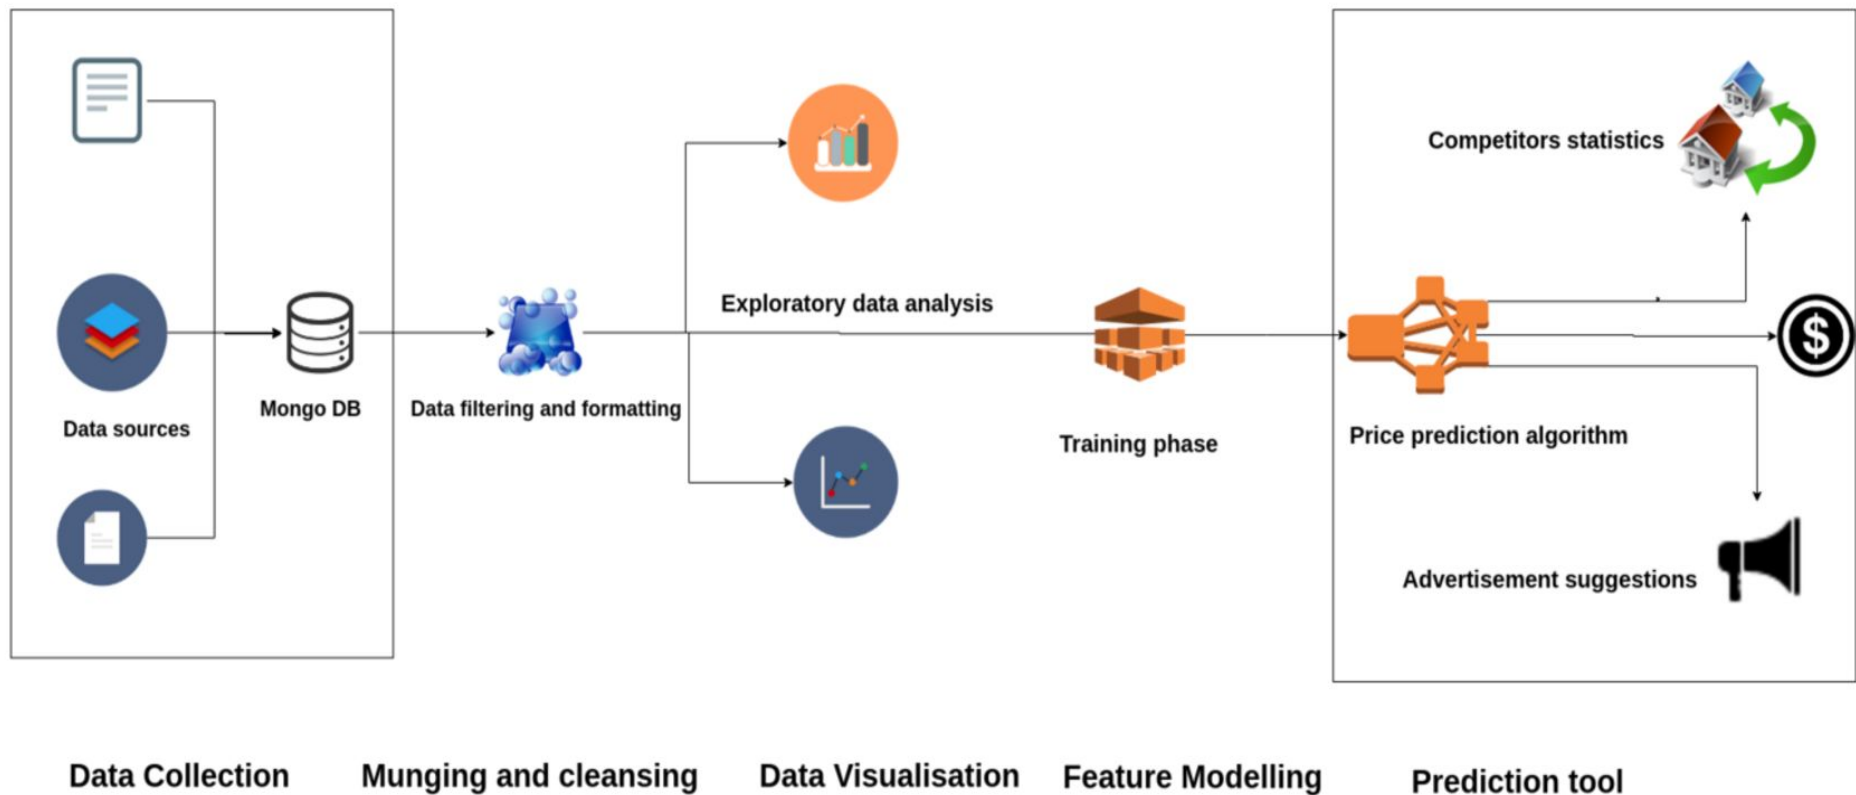 Competitors statistics
Exploratory data analysis
$
Mongo DB
Data filtering and formatting
Data sources
Training phase
Price prediction algorithm
Advertisement suggestions
Data Collection
Munging and cleansing
Data Visualisation
Feature Modelling
Prediction tool